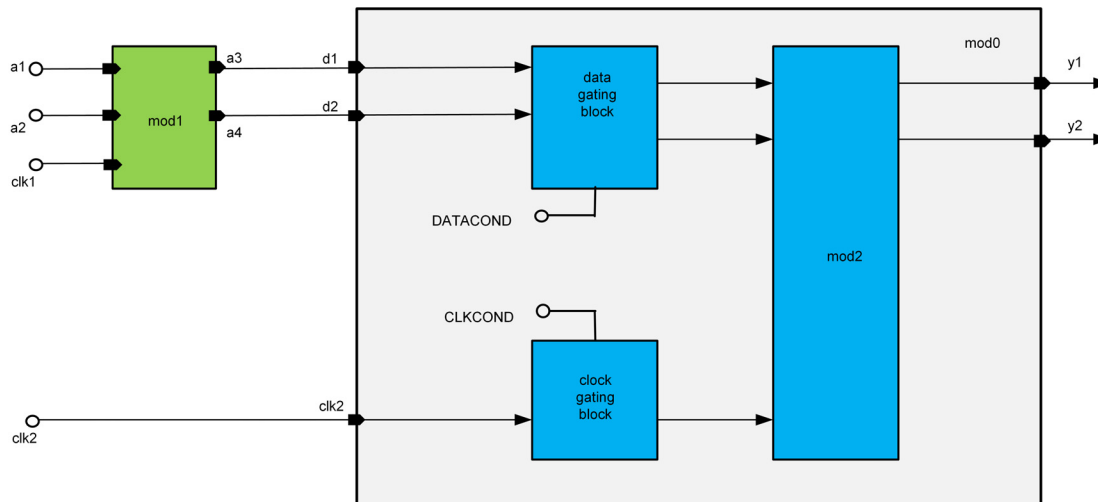 mod0
a1
a3
d1
y1
data
gating
block
a2
mod1
a4
d2
y2
clk1
DATACOND
mod2
CLKCOND
clock
gating
block
clk2
clk2